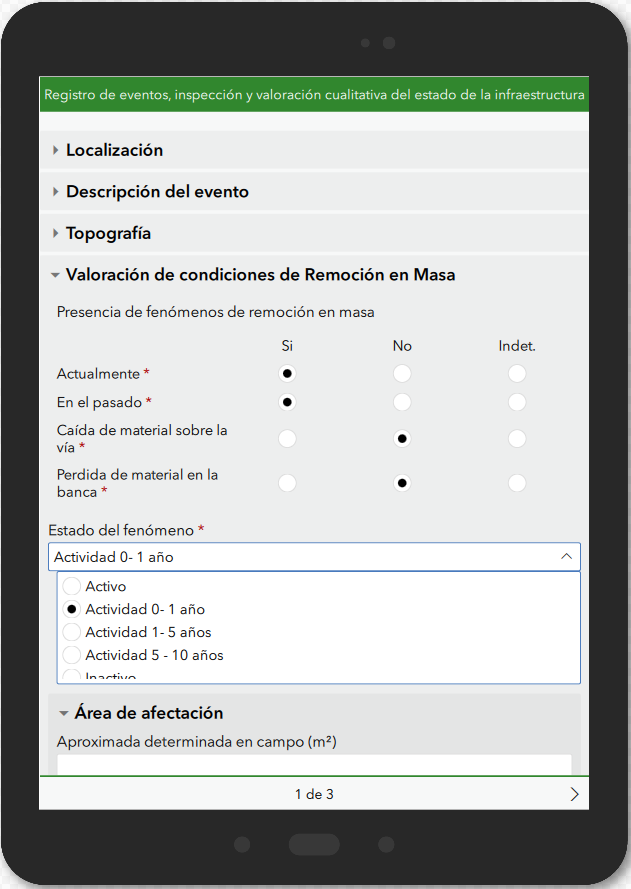 Registro de eventos, inspección y valoración cualitativa del estado de la infraestructura
Localización
Descripción del evento
Topografía
Valoración de condiciones de Remoción en Masa
Presencia de fenómenos de remoción en masa
Si No Indet.
Actualmente *
En el pasado *
Caída de material sobre la
vía *
Perdida de material en la
banca *
Estado del fenómeno *
Actividad 0- 1 año
Activo
Actividad 0- 1 año
Actividad 1- 5 años
Actividad 5 - 10 años
Inactivo
Área de afectación
Aproximada determinada en campo (m²)
1 de 3